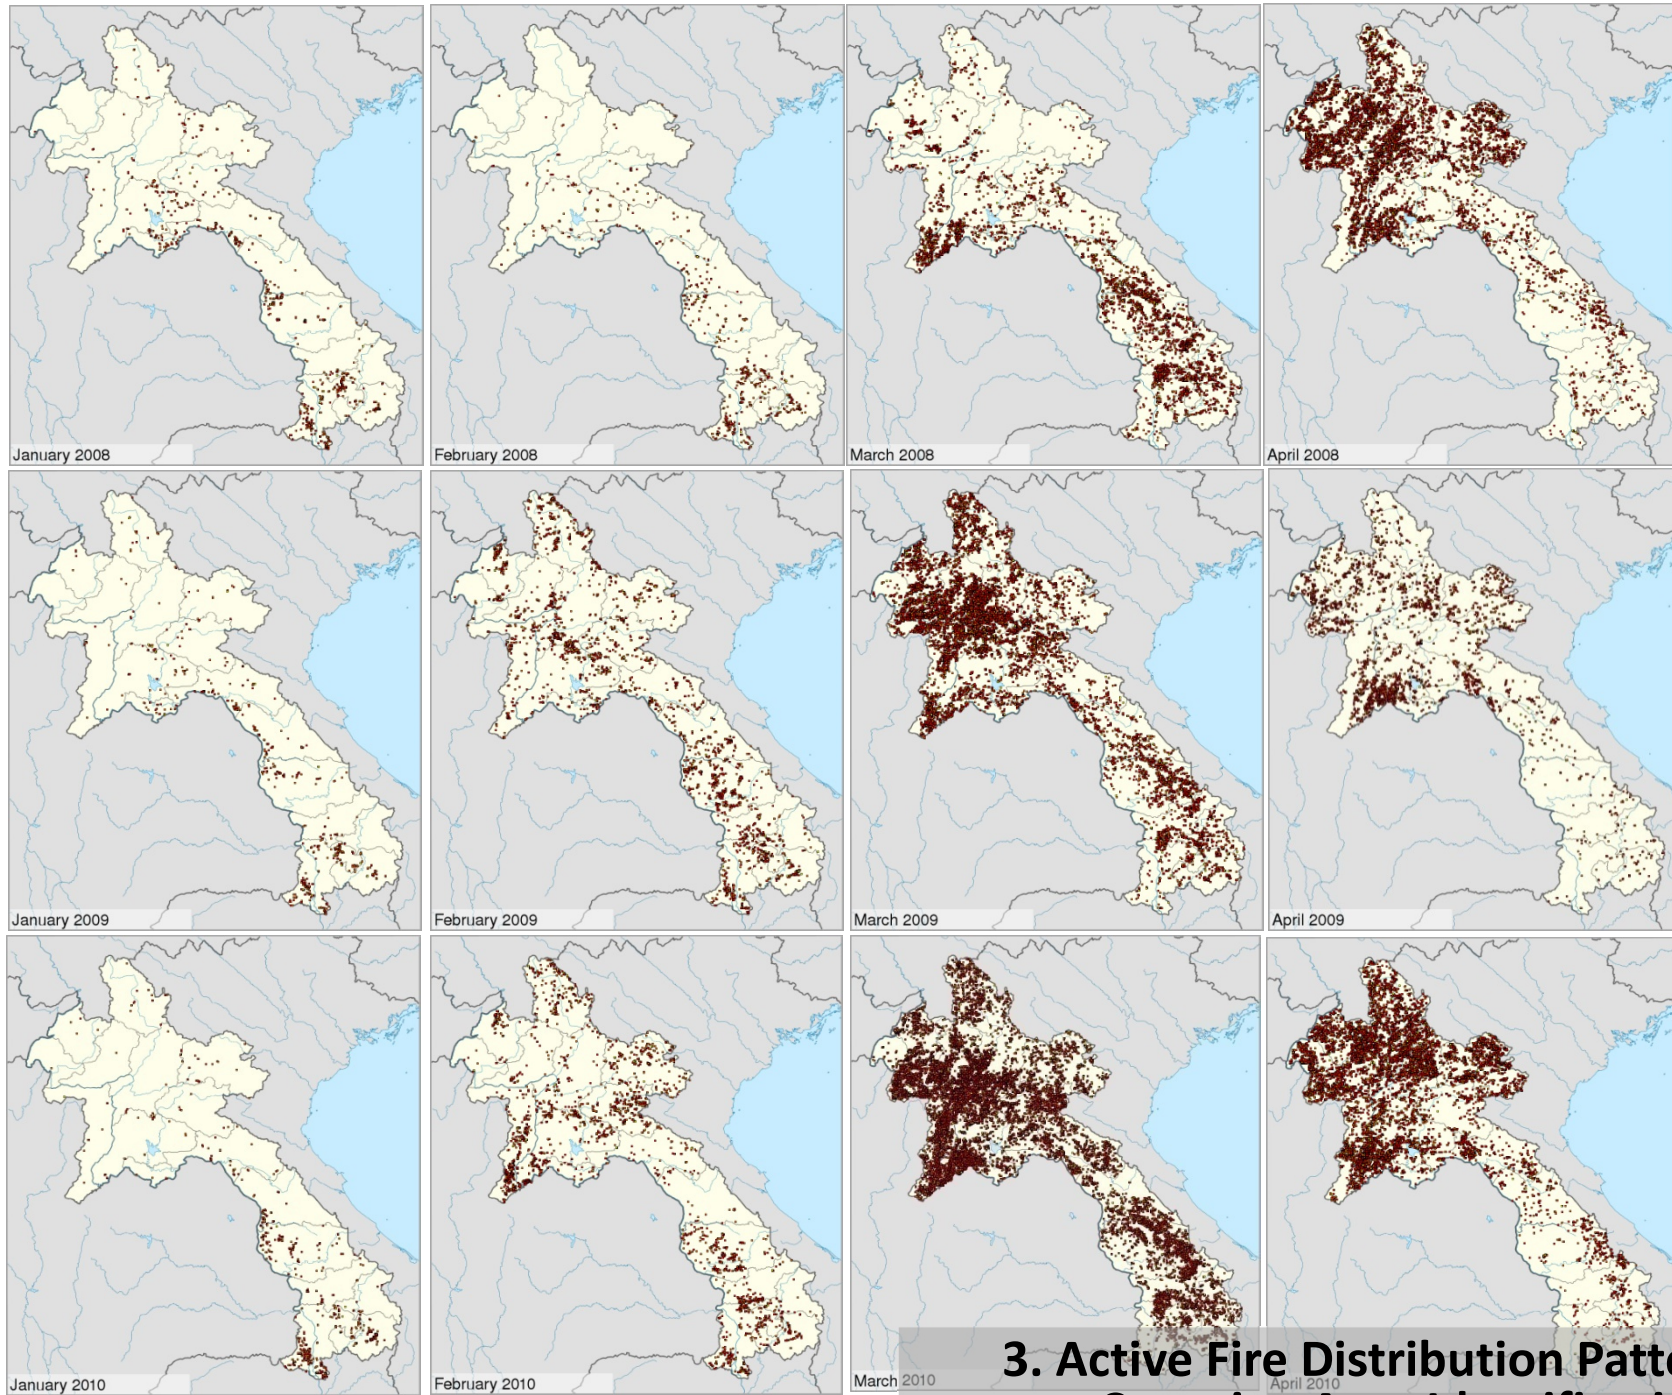 January 2008
February 2008
March 2008
April 2008
January 2009
February 2009
March 2009
April 2009
January 2010
February 2010
March 2010
April 2010
3. Active Fire Distribution Patte